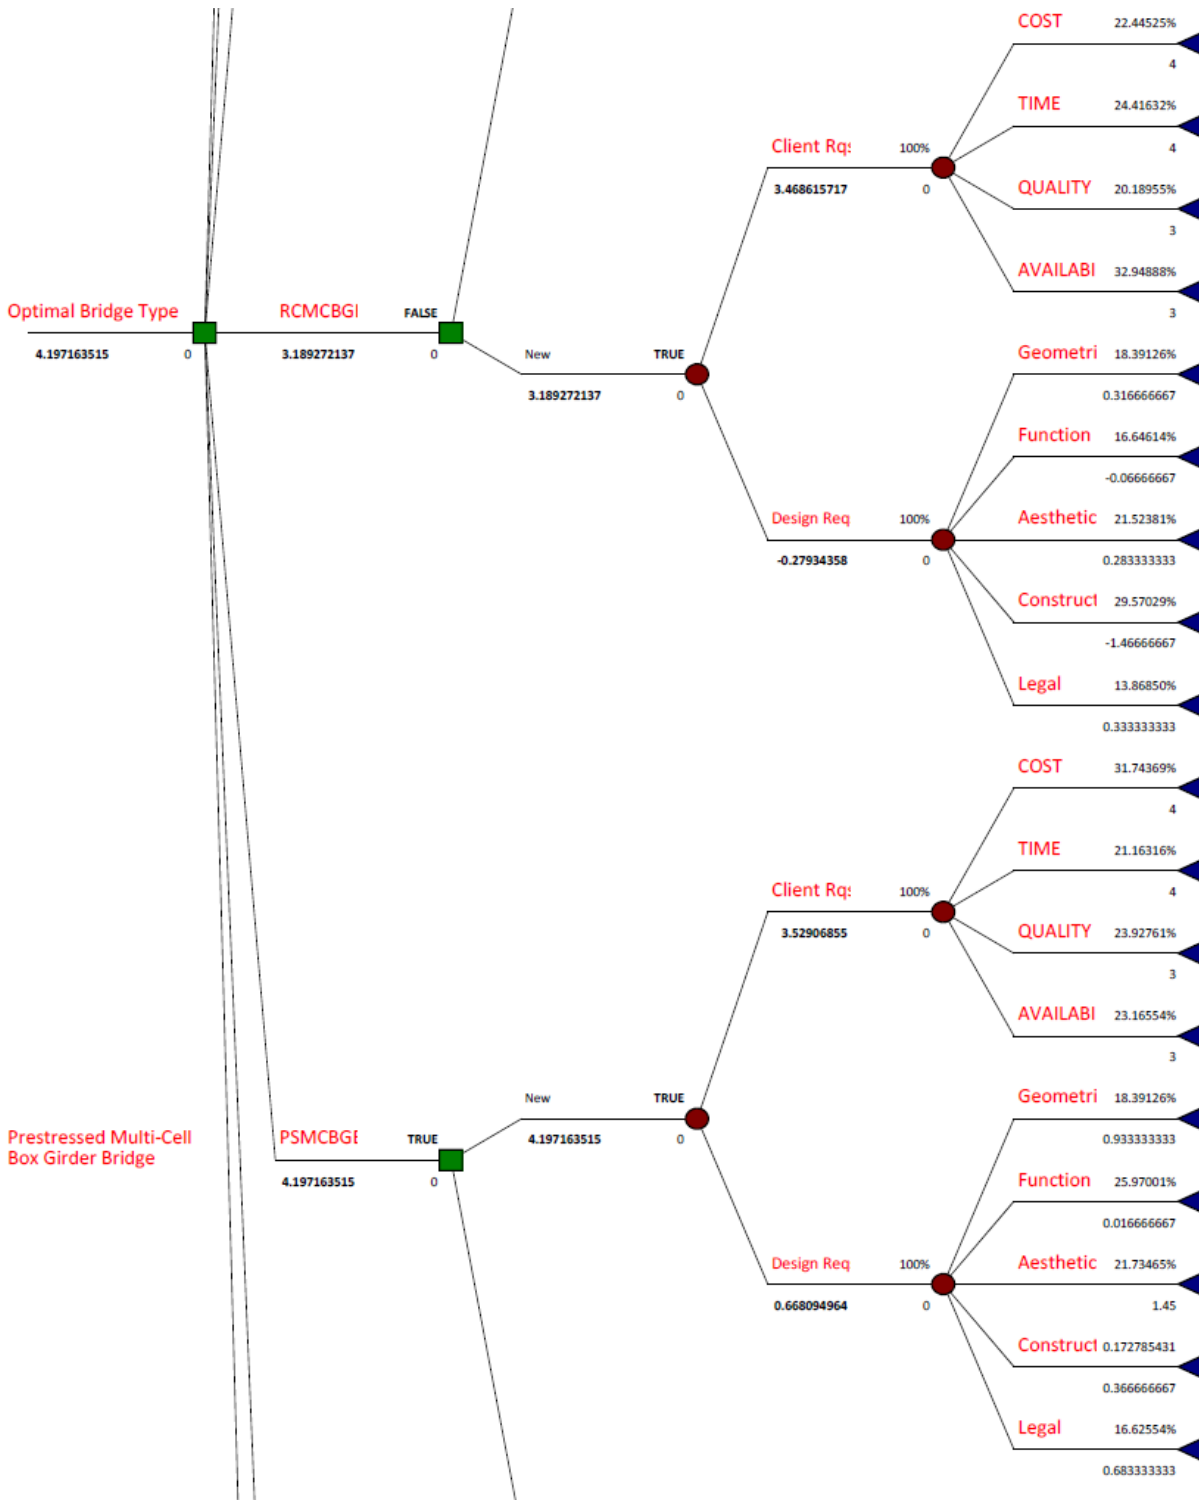 COST 22.44525%
4
TIME 24.41632%
4
Client Rqs 100%
3.468615717 0
QUALITY 20.18955%
3
AVAILABI 32.94888%
3
Optimal Bridge Type RCMCBGI FALSE
4.197163515 0 3.189272137 0
New TRUE
3.189272137 0
Geometri 18.39126%
0.316666667
Function 16.64614%
-0.06666667
Design Req 100%
-0.27934358 0
Aesthetic 21.52381%
0.283333333
Construct 29.57029%
-1.46666667
Legal 13.86850%
0.333333333
COST 31.74369%
4
TIME 21.16316%
4
Client Rqs 100%
3.52906855 0
QUALITY 23.92761%
3
AVAILABI 23.16554%
3
New TRUE
4.197163515 0
Prestressed Multi-Cell
Box Girder Bridge
PSMCBGE TRUE
4.197163515 0
Geometri 18.39126%
0.933333333
Function 25.97001%
0.016666667
Design Req 100%
0.668094964 0
Aesthetic 21.73465%
1.45
Construct 0.172785431
0.366666667
Legal 16.62554%
0.683333333